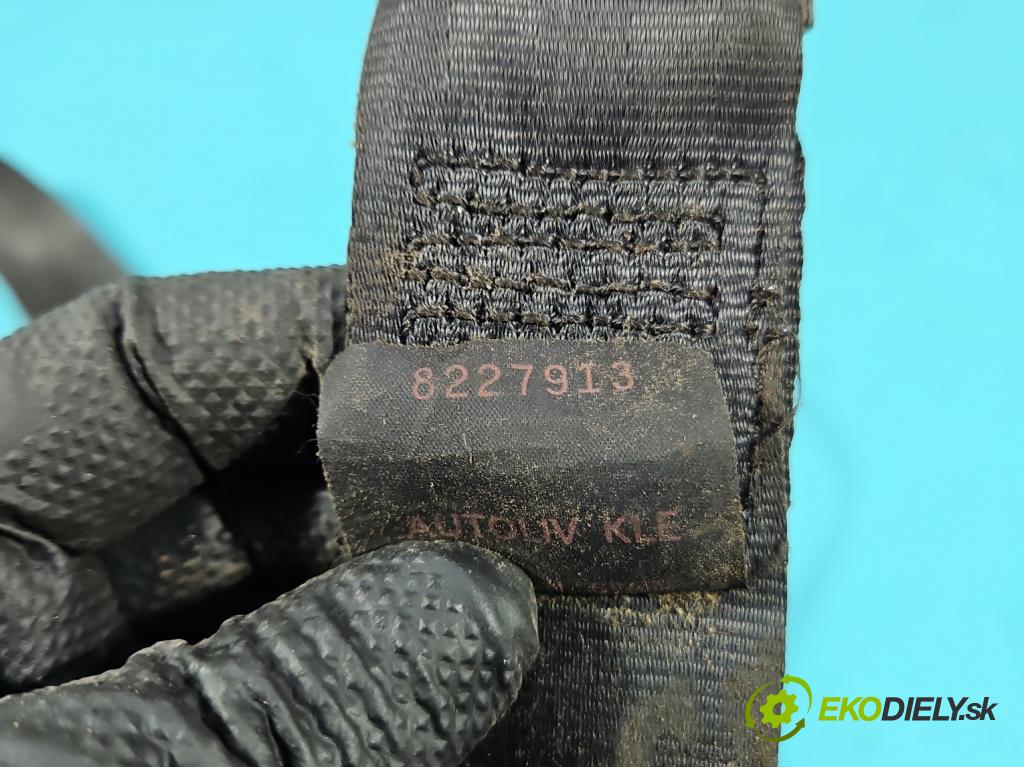 8227913
AUTOLIV KLE
EKODIELY.sk